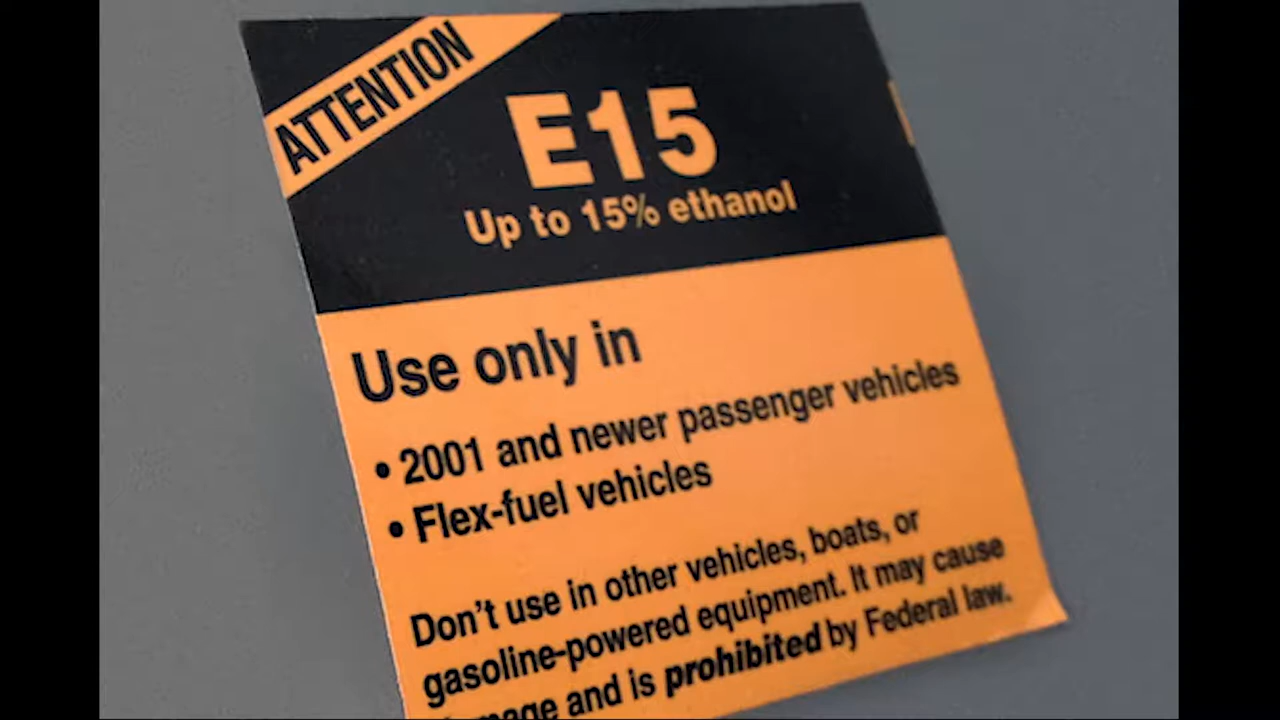 ATTENTION
E15
Up to 15% ethanol
Use only in
• 2001 and newer passenger vehicles
• Flex-fuel vehicles
Don't use in other vehicles, boats, or
gasoline-powered equipment. It may cause
damage and is prohibited by Federal law.